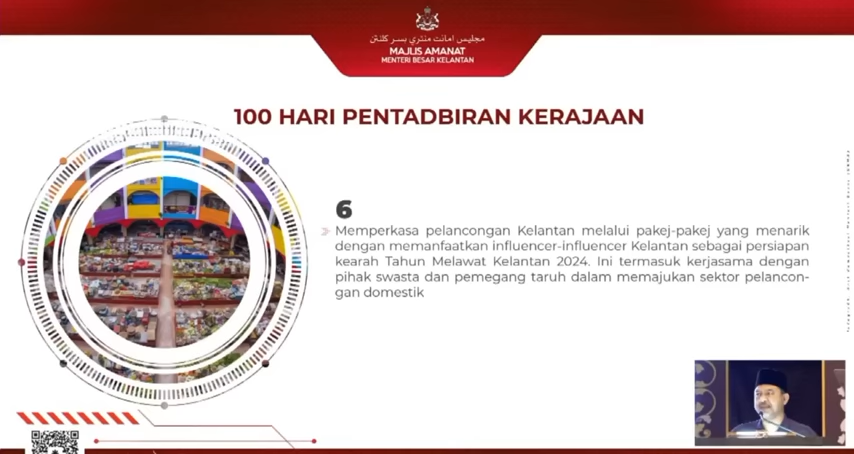 مجليس امانت منتري بسر كلنتن
MAJLIS AMANAT
MENTERI BESAR KELANTAN
100 HARI PENTADBIRAN KERAJAAN
6
Memperkasa pelancongan Kelantan melalui pakej-pakej yang menarik
dengan memanfaatkan influencer-influencer Kelantan sebagai persiapan
kearah Tahun Melawat Kelantan 2024. Ini termasuk kerjasama dengan
pihak swasta dan pemegang taruh dalam memajukan sektor pelancon-
gan domestik